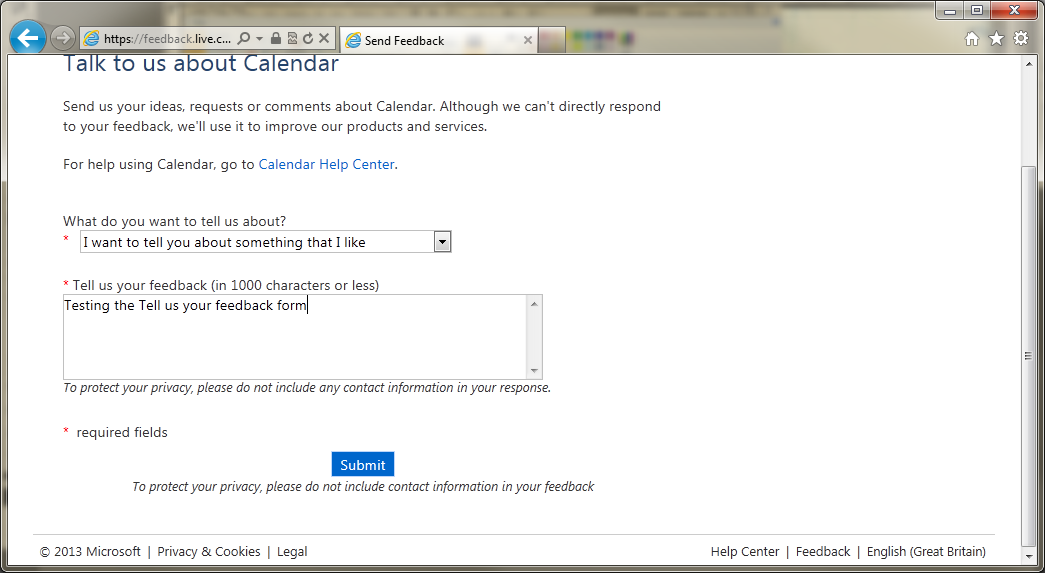 https://feedback.live.c...
Send Feedback
Talk to us about Calendar
Send us your ideas, requests or comments about Calendar. Although we can't directly respond
to your feedback, we'll use it to improve our products and services.
For help using Calendar, go to Calendar Help Center.
What do you want to tell us about?
* I want to tell you about something that I like
* Tell us your feedback (in 1000 characters or less)
Testing the Tell us your feedback form
To protect your privacy, please do not include any contact information in your response.
* required fields
Submit
To protect your privacy, please do not include contact information in your feedback
© 2013 Microsoft | Privacy & Cookies | Legal Help Center | Feedback | English (Great Britain)